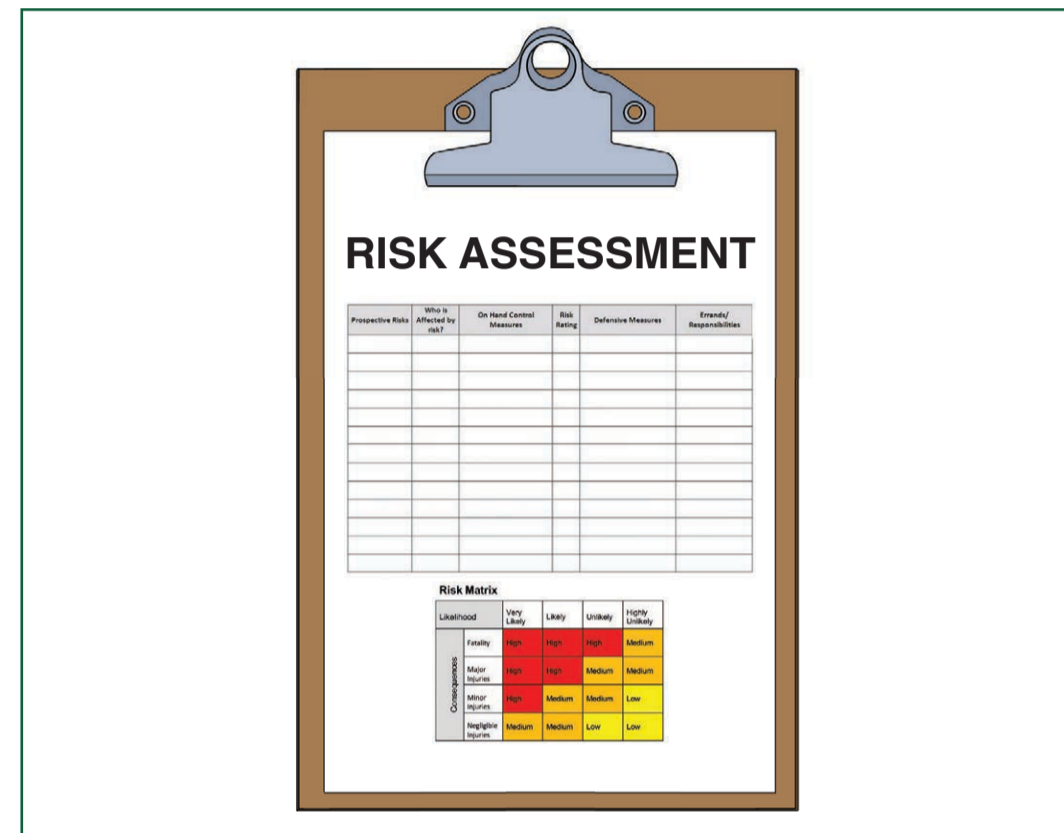 RISK ASSESSMENT
Prospective Risks
Who is
Affected by
risk?
On Hand Control
Measures
Risk
Rating
Defensive Measures
Errands/
Responsibilities
Risk Matrix
Likelihood
Very
Likely
Likely
Unlikely
Highly
Unlikely
Consequences
Fatality
High
High
High
Medium
Major
Injuries
High
High
Medium
Medium
Minor
Injuries
High
Medium
Medium
Low
Negligible
Injuries
Medium
Medium
Low
Low